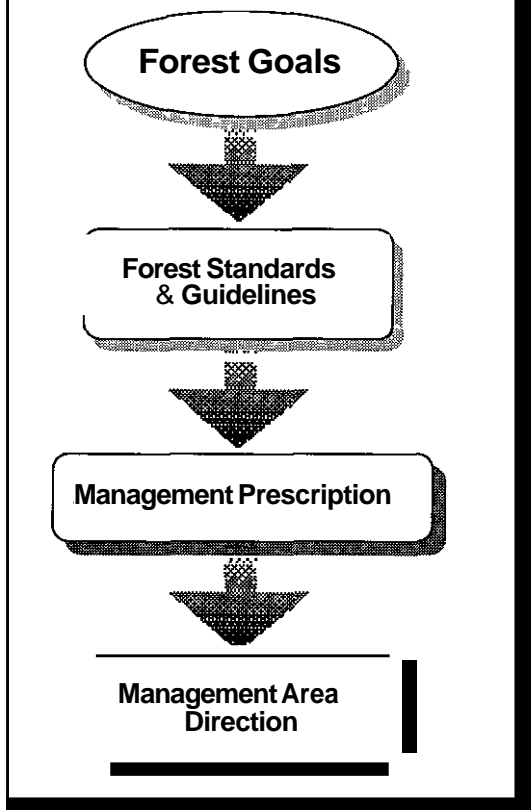 Forest Goals
Forest Standards
& Guidelines
Management Prescription
Management Area
Direction